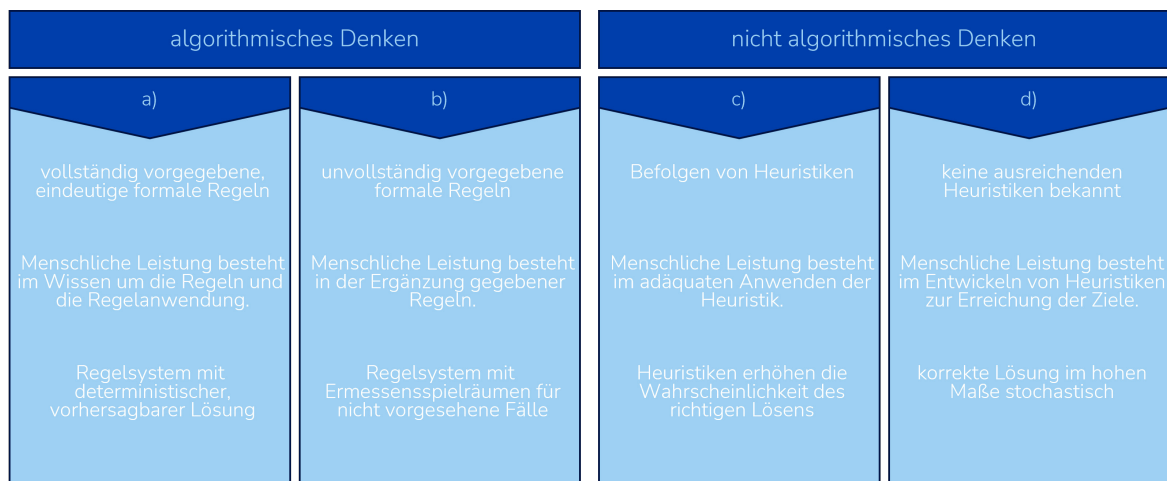 algorithmisches Denken
nicht algorithmisches Denken
a)
vollständig vorgegebene,
eindeutige formale Regeln
Menschliche Leistung besteht
im Wissen um die Regeln und
die Regelanwendung.
Regelsystem mit
deterministischer,
vorhersagbarer Lösung
b)
unvollständig vorgegebene
formale Regeln
Menschliche Leistung besteht
in der Ergänzung gegebener
Regeln.
Regelsystem mit
Ermessensspielräumen für
nicht vorgesehene Fälle
c)
Befolgen von Heuristiken
Menschliche Leistung besteht
im adäquaten Anwenden der
Heuristik.
Heuristiken erhöhen die
Wahrscheinlichkeit des
richtigen Lösens
d)
keine ausreichenden
Heuristiken bekannt
Menschliche Leistung besteht
im Entwickeln von Heuristiken
zur Erreichung der Ziele.
korrekte Lösung im hohen
Maße stochastisch